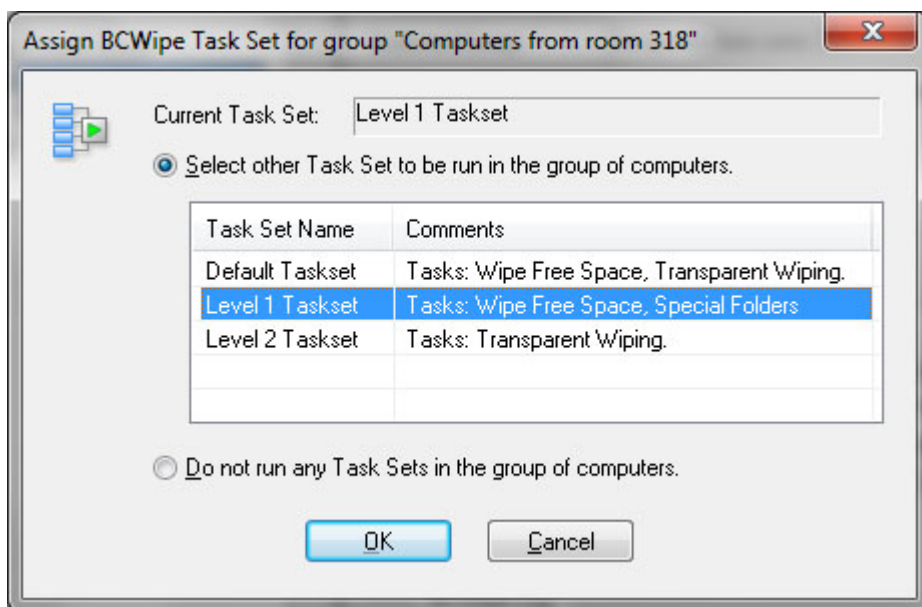 Assign BCWipe Task Set for group "Computers from room 318"
Current Task Set: Level 1 Taskset
Select other Task Set to be run in the group of computers.
Task Set Name Comments
Default Taskset Tasks: Wipe Free Space, Transparent Wiping.
Level 1 Taskset Tasks: Wipe Free Space, Special Folders
Level 2 Taskset Tasks: Transparent Wiping.
Do not run any Task Sets in the group of computers.
OK Cancel